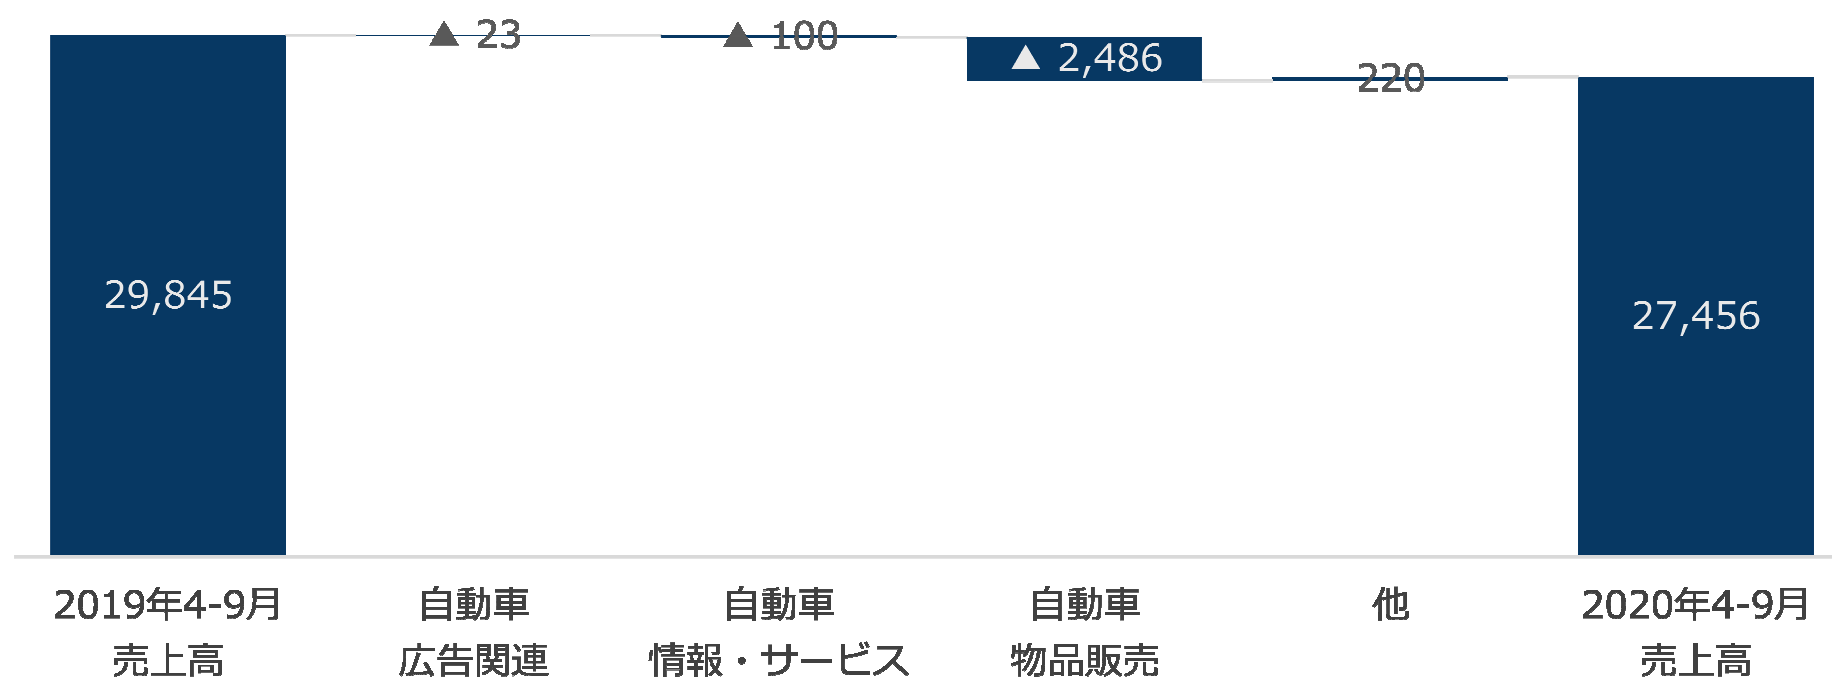 29,845
▲ 23
▲ 100
▲ 2,486
220
27,456
2019年4-9月
売上高
自動車
広告関連
自動車
情報・サービス
自動車
物品販売
他
2020年4-9月
売上高